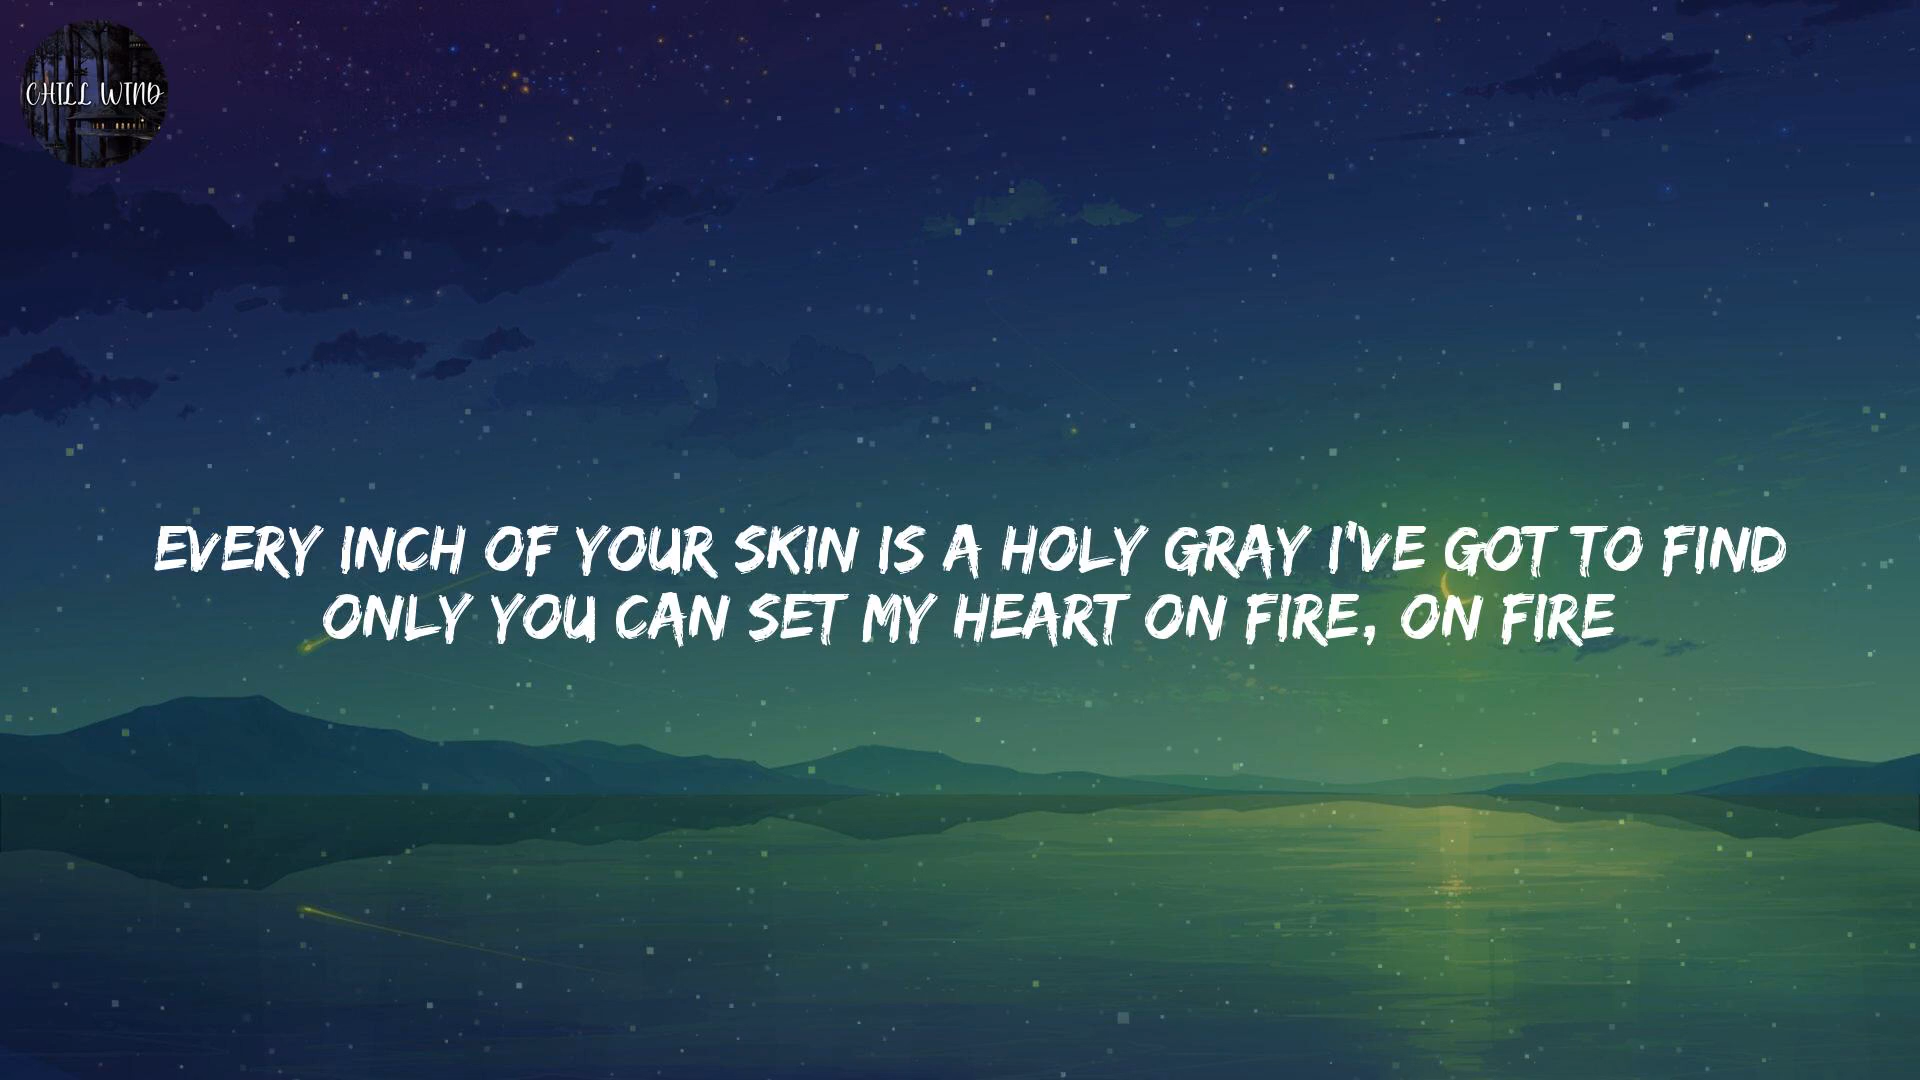 CHILL WIND
EVERY INCH OF YOUR SKIN IS A HOLY GRAY I'VE GOT TO FIND
ONLY YOU CAN SET MY HEART ON FIRE, ON FIRE